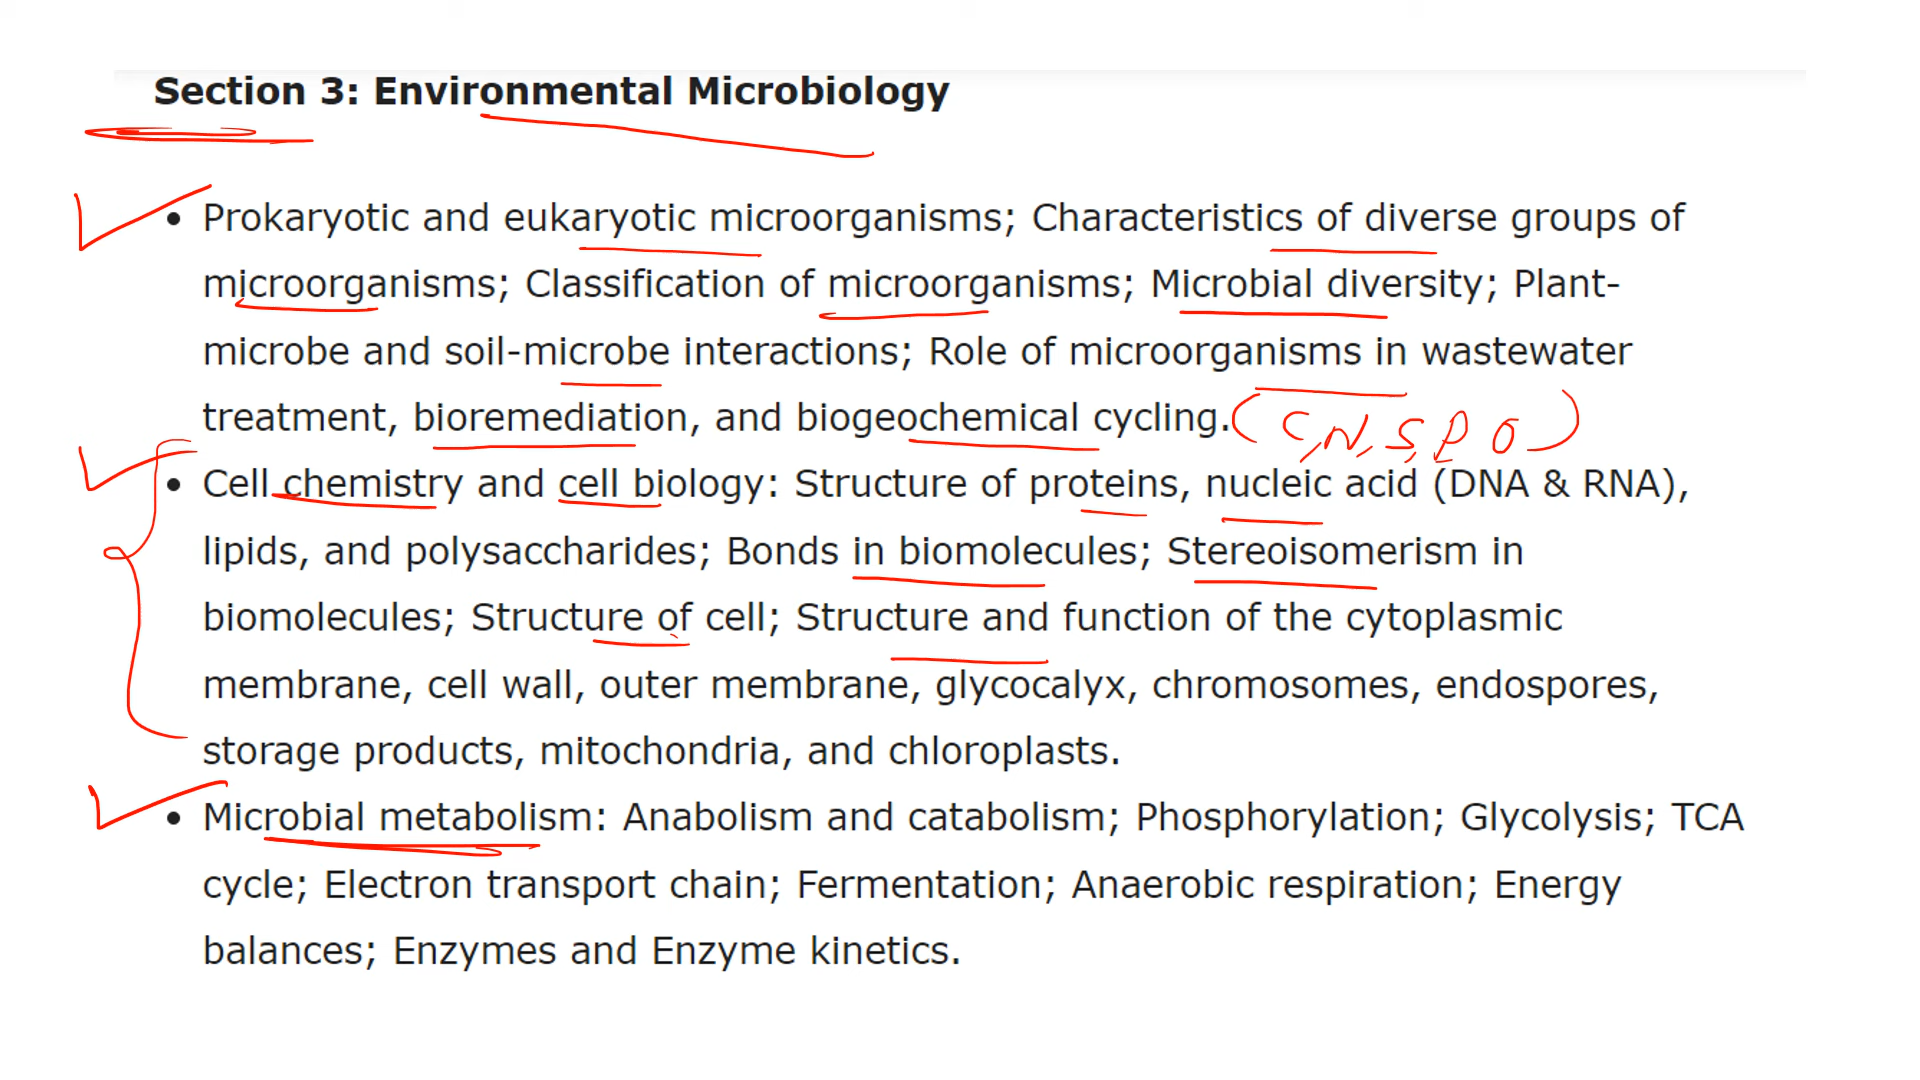 Section 3: Environmental Microbiology
• Prokaryotic and eukaryotic microorganisms; Characteristics of diverse groups of
microorganisms; Classification of microorganisms; Microbial diversity; Plant-
microbe and soil-microbe interactions; Role of microorganisms in wastewater
treatment, bioremediation, and biogeochemical cycling. (C, N, S, P O)
• Cell chemistry and cell biology: Structure of proteins, nucleic acid (DNA & RNA),
lipids, and polysaccharides; Bonds in biomolecules; Stereoisomerism in
biomolecules; Structure of cell; Structure and function of the cytoplasmic
membrane, cell wall, outer membrane, glycocalyx, chromosomes, endospores,
storage products, mitochondria, and chloroplasts.
• Microbial metabolism: Anabolism and catabolism; Phosphorylation; Glycolysis; TCA
cycle; Electron transport chain; Fermentation; Anaerobic respiration; Energy
balances; Enzymes and Enzyme kinetics.